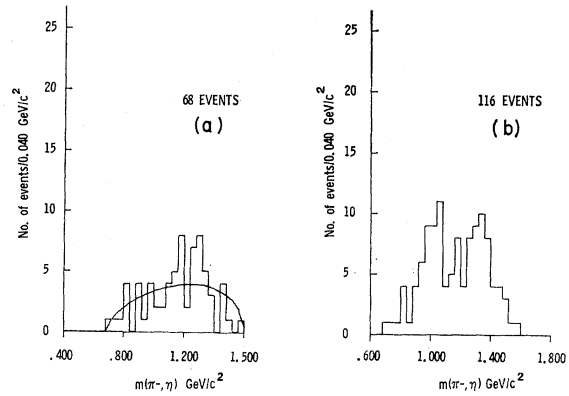 25
20
15
10
5
0
No. of events/0.040 GeV/c²
68 EVENTS
(a)
.400
.800
1.200
1.500
m(π-,η) GeV/c²
25
20
15
10
5
0
No. of events/0.040 GeV/c²
116 EVENTS
(b)
.600
1.000
1.400
1.800
m(π-,η) GeV/c²